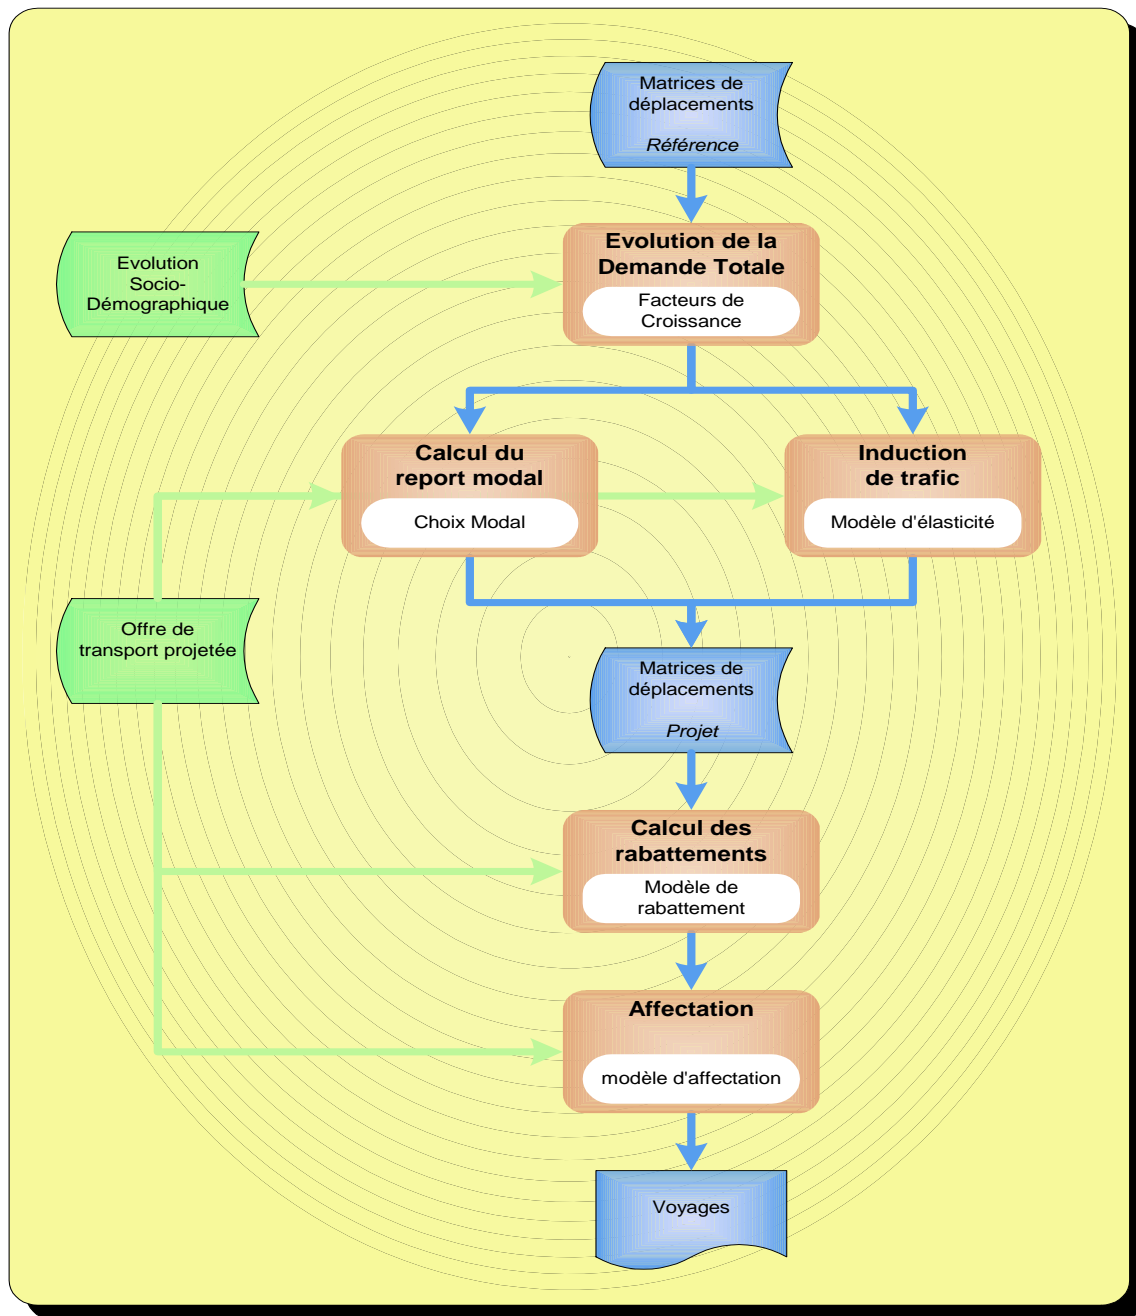 Matrices de
déplacements
Référence
Evolution de la
Demande Totale
Facteurs de
Croissance
Evolution
Socio-
Démographique
Calcul du
report modal
Choix Modal
Induction
de trafic
Modèle d'élasticité
Offre de
transport projetée
Matrices de
déplacements
Projet
Calcul des
rabattements
Modèle de
rabattement
Affectation
modèle d'affectation
Voyages